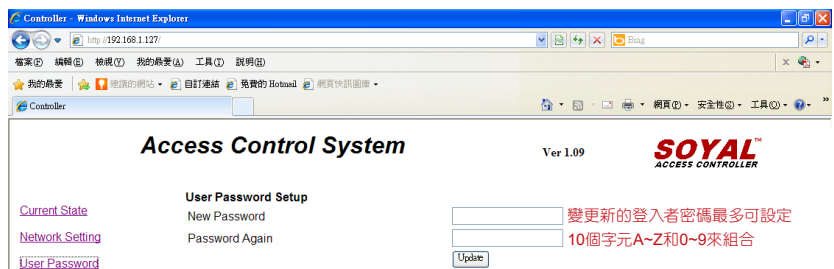 Controller - Windows Internet Explorer
http://192.168.1.127/
Bing
檔案(F) 編輯(E) 檢視(V) 我的最愛(A) 工具(T) 說明(H)
我的最愛 建議的網站 自訂連結 免費的 Hotmail 網頁快訊圖庫
Controller 網頁(P) 安全性(S) 工具(O)
Access Control System Ver 1.09 SOYAL™
ACCESS CONTROLLER
User Password Setup
Current State
New Password 變更新的登入者密碼最多可設定
Network Setting
Password Again 10個字元A~Z和0~9來組合
Update
User Password